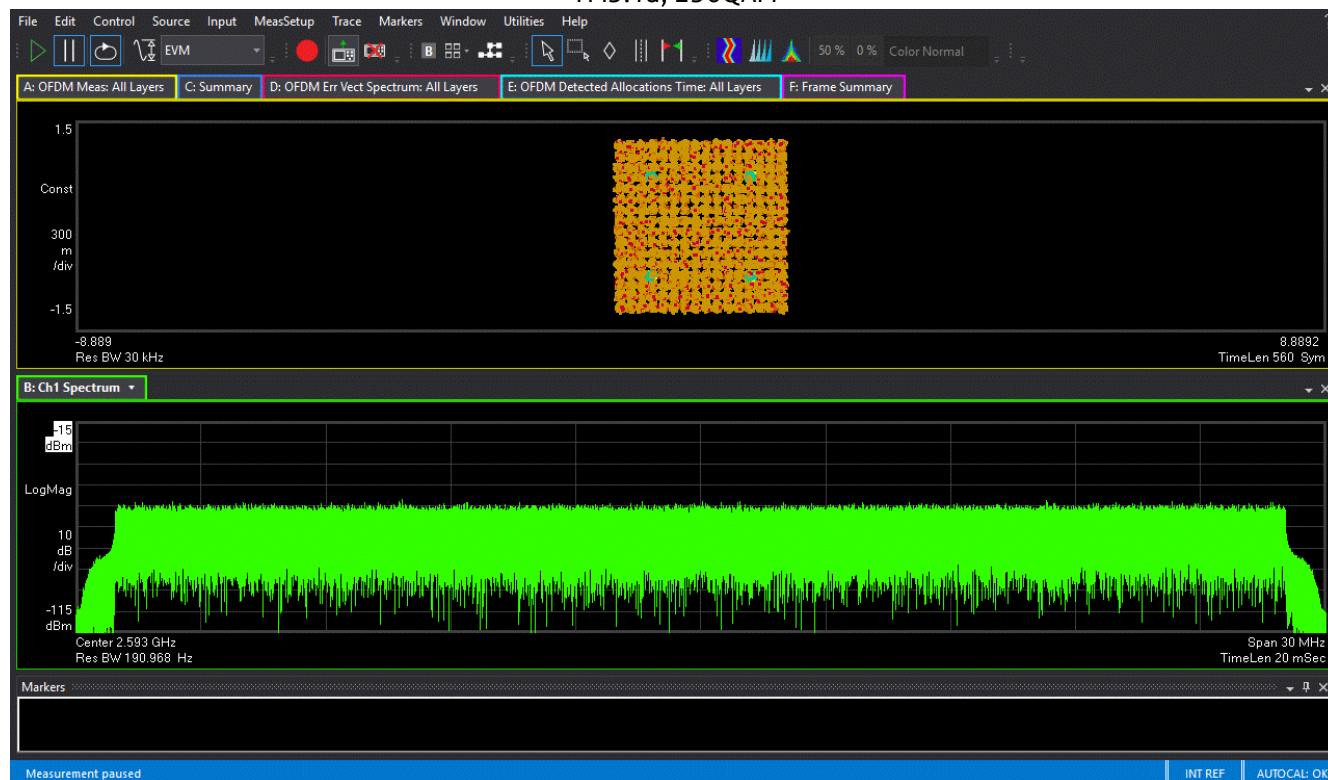 File Edit Control Source Input MeasSetup Trace Markers Window Utilities Help
EVM B 50 % 0 % Color Normal
A: OFDM Meas: All Layers C: Summary D: OFDM Err Vect Spectrum: All Layers E: OFDM Detected Allocations Time: All Layers F: Frame Summary
1.5
Const
300
m
/div
-1.5
-8.889 8.8892
Res BW 30 kHz TimeLen 560 Sym
B: Ch1 Spectrum
-15
dBm
LogMag
10
dB
/div
-115
dBm
Center 2.593 GHz Span 30 MHz
Res BW 190.968 Hz TimeLen 20 mSec
Markers
Measurement paused INT REF AUTOCAL: OK